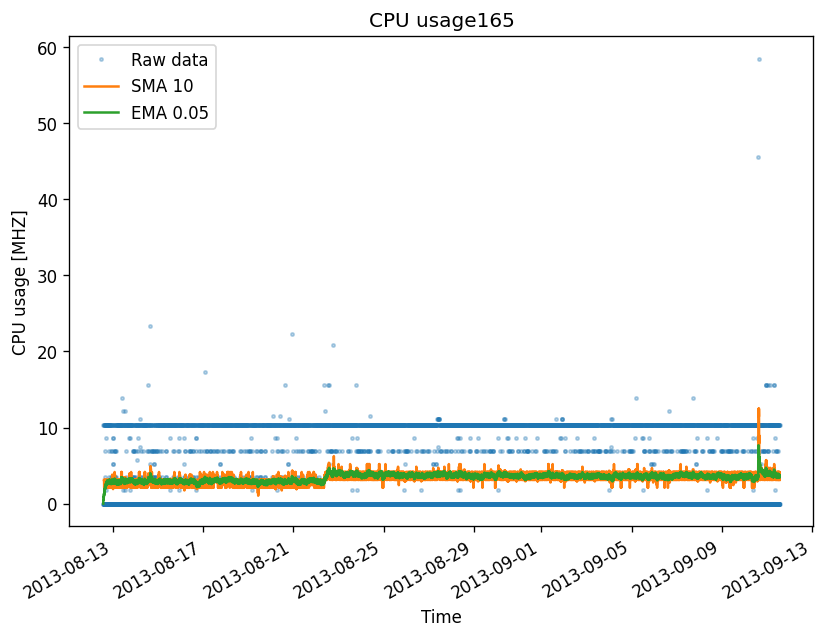 CPU usage165
Raw data
SMA 10
EMA 0.05
60
50
40
30
20
10
0
CPU usage [MHZ]
2013-08-13
2013-08-17
2013-08-21
2013-08-25
2013-08-29
2013-09-01
2013-09-05
2013-09-09
2013-09-13
Time